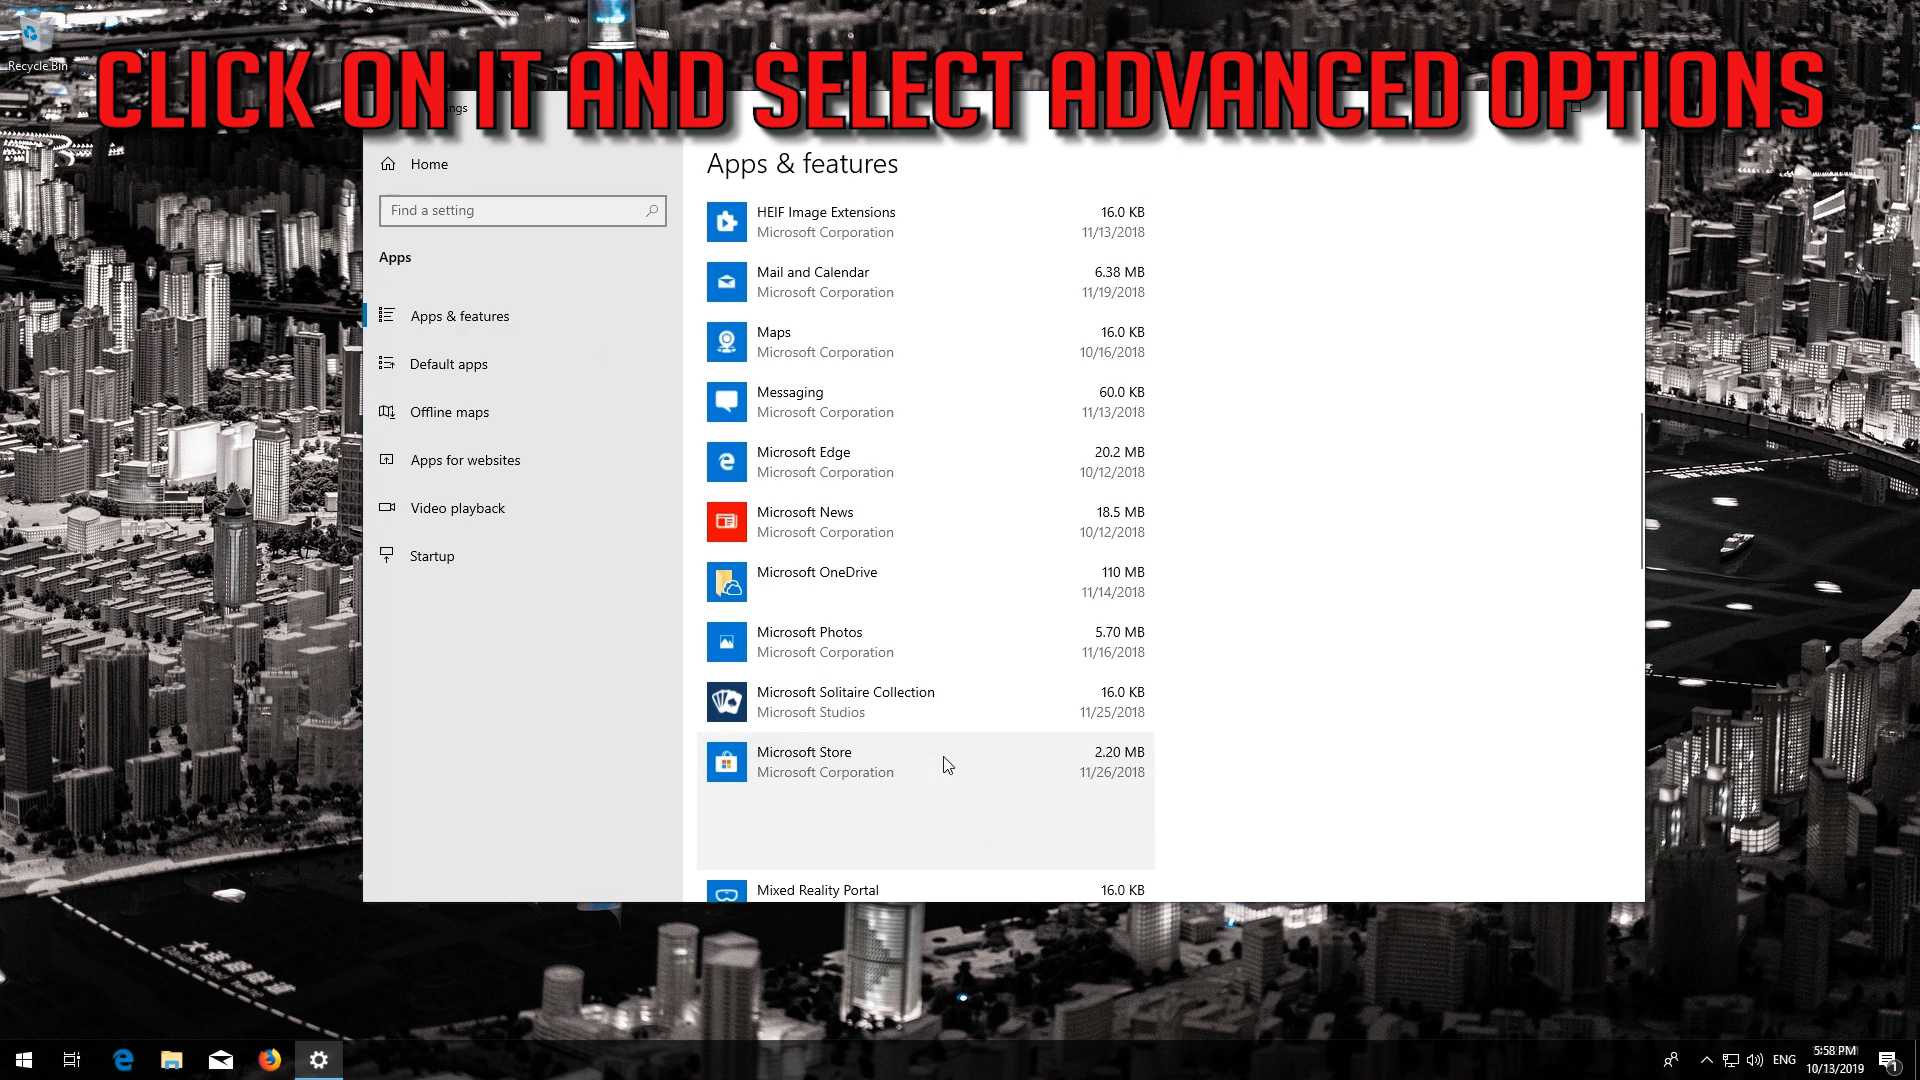 CLICK ON IT AND SELECT ADVANCED OPTIONS
Recycle Bin
Home
Find a setting
Apps
Apps & features
Default apps
Offline maps
Apps for websites
Video playback
Startup
Apps & features
HEIF Image Extensions 16.0 KB
Microsoft Corporation 11/13/2018
Mail and Calendar 6.38 MB
Microsoft Corporation 11/19/2018
Maps 16.0 KB
Microsoft Corporation 10/16/2018
Messaging 60.0 KB
Microsoft Corporation 11/13/2018
Microsoft Edge 20.2 MB
Microsoft Corporation 10/12/2018
Microsoft News 18.5 MB
Microsoft Corporation 10/12/2018
Microsoft OneDrive 110 MB
11/14/2018
Microsoft Photos 5.70 MB
Microsoft Corporation 11/16/2018
Microsoft Solitaire Collection 16.0 KB
Microsoft Studios 11/25/2018
Microsoft Store 2.20 MB
Microsoft Corporation 11/26/2018
Mixed Reality Portal 16.0 KB
ENG
5:58 PM
10/13/2019
1